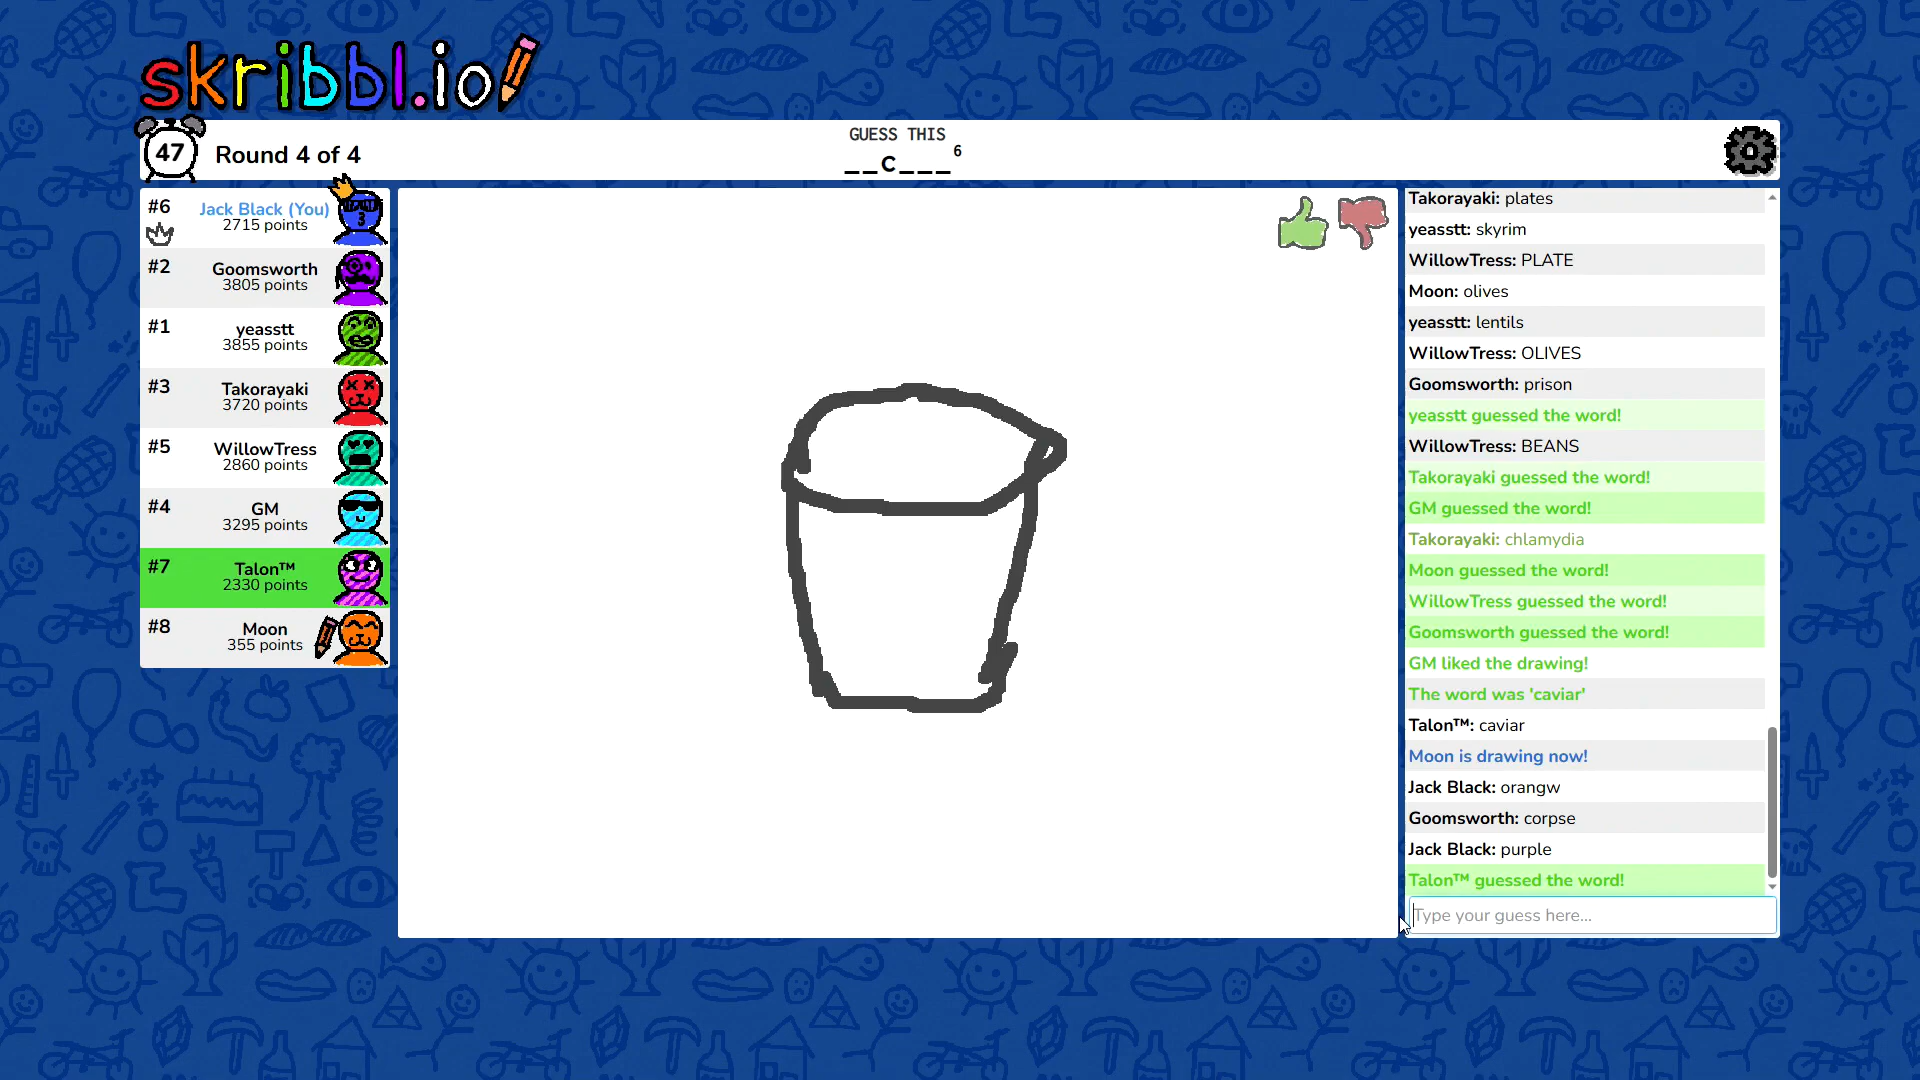 skribbl.io
47
Round 4 of 4
GUESS THIS
__c___ 6
#6
Jack Black (You)
2715 points
#2
Goomsworth
3805 points
#1
yeasstt
3855 points
#3
Takorayaki
3720 points
#5
WillowTress
2860 points
#4
GM
3295 points
#7
Talon™
2330 points
#8
Moon
355 points
Takorayaki: plates
yeasstt: skyrim
WillowTress: PLATE
Moon: olives
yeasstt: lentils
WillowTress: OLIVES
Goomsworth: prison
yeasstt guessed the word!
WillowTress: BEANS
Takorayaki guessed the word!
GM guessed the word!
Takorayaki: chlamydia
Moon guessed the word!
WillowTress guessed the word!
Goomsworth guessed the word!
GM liked the drawing!
The word was 'caviar'
Talon™: caviar
Moon is drawing now!
Jack Black: orangw
Goomsworth: corpse
Jack Black: purple
Talon™ guessed the word!
Type your guess here...